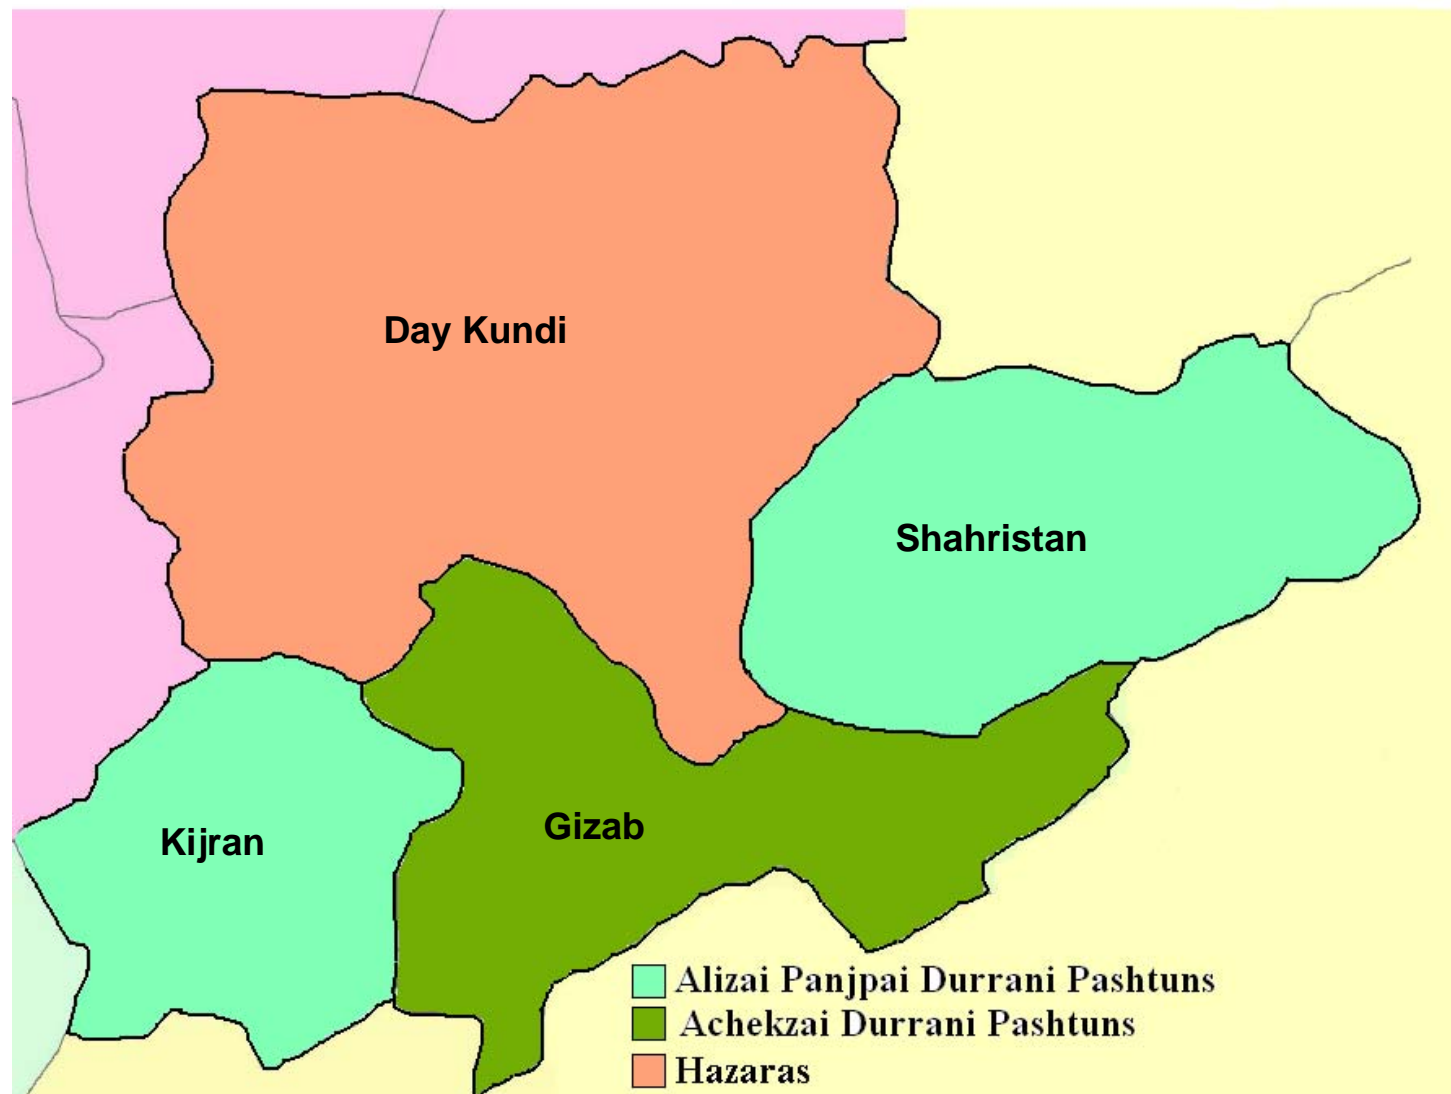 Day Kundi
Shahristan
Kijran
Gizab
Alizai Panjpai Durrani Pashtuns
Achekzai Durrani Pashtuns
Hazaras